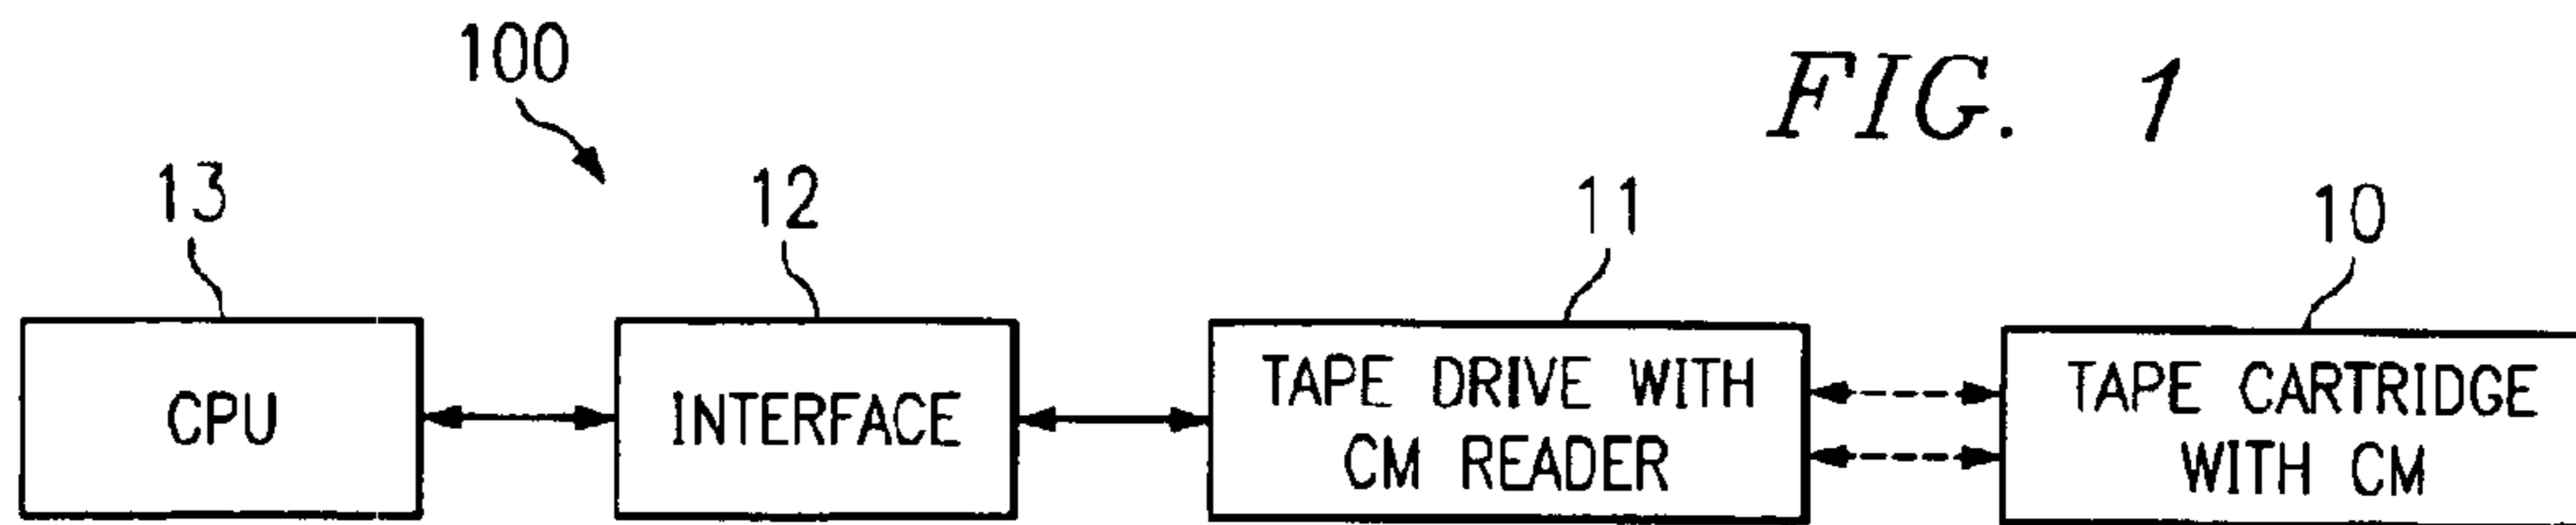 100
FIG. 1
13
12
11
10
CPU
INTERFACE
TAPE DRIVE WITH
CM READER
TAPE CARTRIDGE
WITH CM